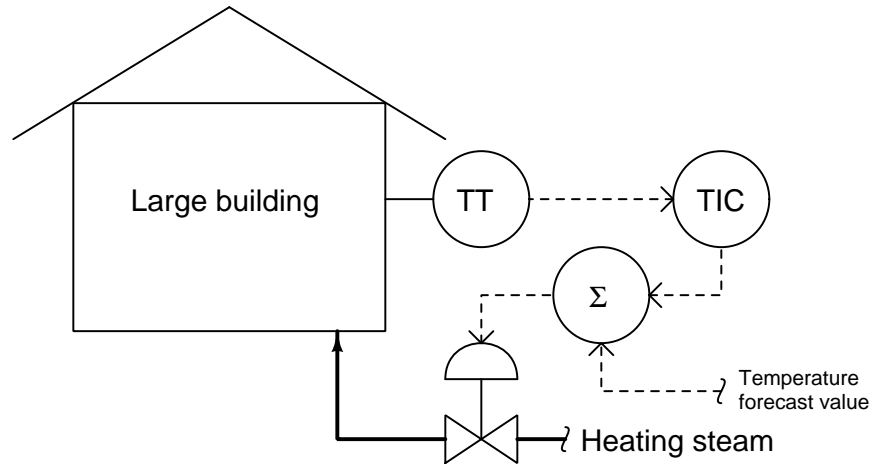 Large building
TT
TIC
Σ
Temperature
forecast value
Heating steam